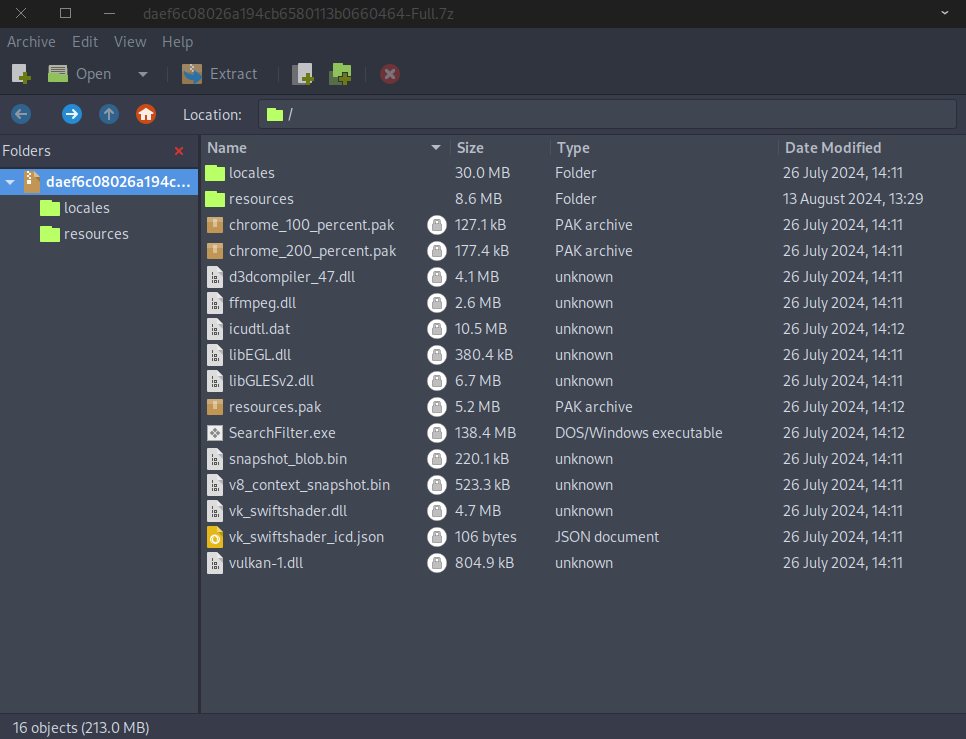 daef6c08026a194cb6580113b0660464-Full.7z
Archive Edit View Help
Open Extract
Location: /
Folders
daef6c08026a194c...
locales
resources
Name Size Type Date Modified
locales 30.0 MB Folder 26 July 2024, 14:11
resources 8.6 MB Folder 13 August 2024, 13:29
chrome_100_percent.pak 127.1 kB PAK archive 26 July 2024, 14:11
chrome_200_percent.pak 177.4 kB PAK archive 26 July 2024, 14:11
d3dcompiler_47.dll 4.1 MB unknown 26 July 2024, 14:11
ffmpeg.dll 2.6 MB unknown 26 July 2024, 14:11
icudtl.dat 10.5 MB unknown 26 July 2024, 14:12
libEGL.dll 380.4 kB unknown 26 July 2024, 14:11
libGLESv2.dll 6.7 MB unknown 26 July 2024, 14:11
resources.pak 5.2 MB PAK archive 26 July 2024, 14:12
SearchFilter.exe 138.4 MB DOS/Windows executable 26 July 2024, 14:12
snapshot_blob.bin 220.1 kB unknown 26 July 2024, 14:11
v8_context_snapshot.bin 523.3 kB unknown 26 July 2024, 14:11
vk_swiftshader.dll 4.7 MB unknown 26 July 2024, 14:11
vk_swiftshader_icd.json 106 bytes JSON document 26 July 2024, 14:11
vulkan-1.dll 804.9 kB unknown 26 July 2024, 14:11
16 objects (213.0 MB)